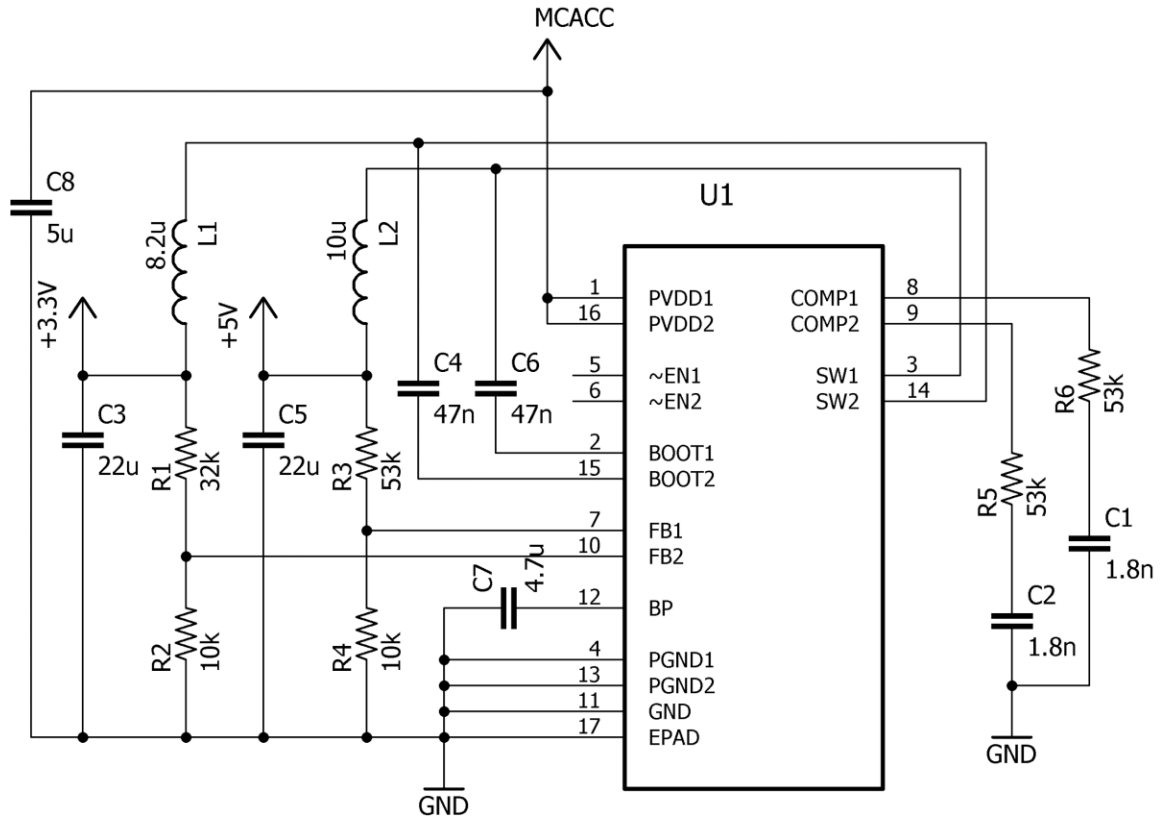 MCACC
C8
5u
8.2u
L1
10u
L2
U1
+3.3V
+5V
C4
47n
C6
47n
C3
22u
R1
32k
C5
22u
R3
53k
1 PVDD1
16 PVDD2
5 ~EN1
6 ~EN2
2 BOOT1
15 BOOT2
7 FB1
10 FB2
12 BP
4 PGND1
13 PGND2
11 GND
17 EPAD
COMP1 8
COMP2 9
SW1 3
SW2 14
R6
53k
R5
53k
C1
1.8n
C2
1.8n
C7
4.7u
R2
10k
R4
10k
GND
GND